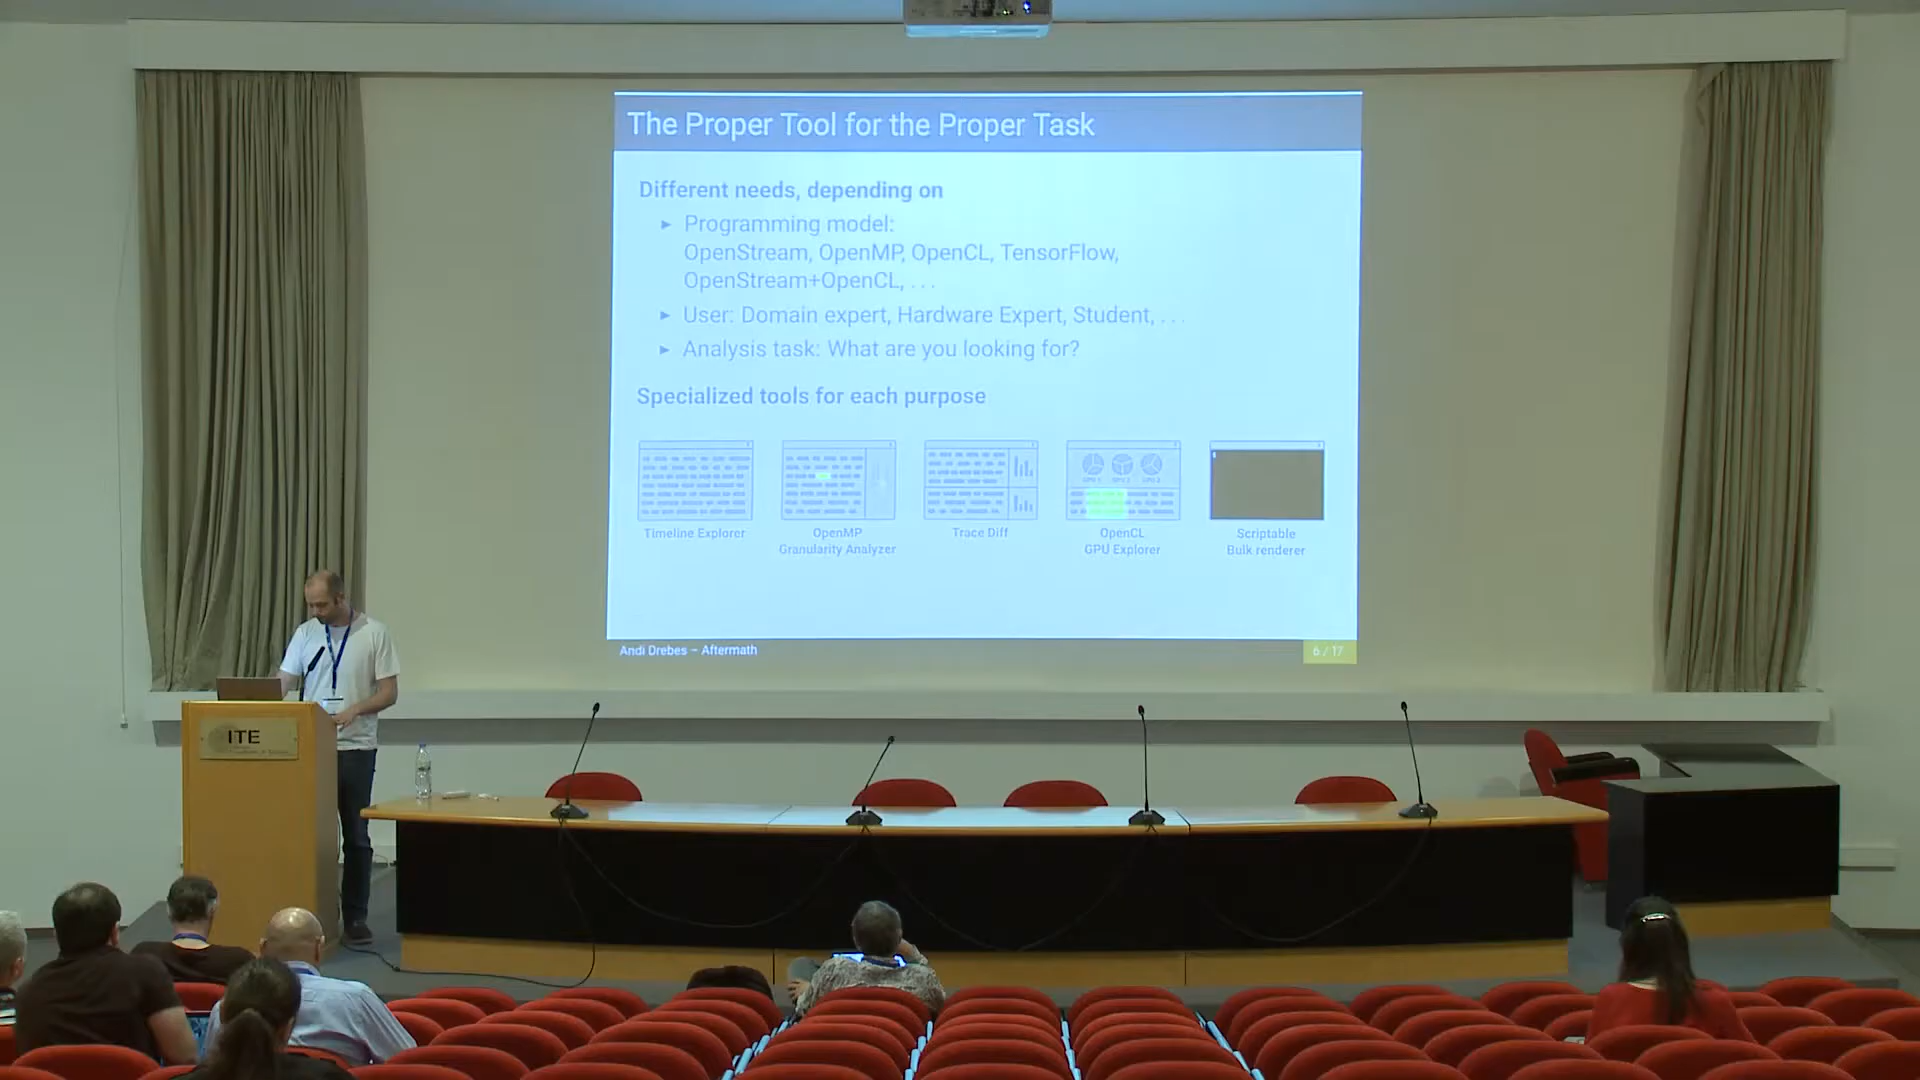 The Proper Tool for the Proper Task
Different needs, depending on
► Programming model:
OpenStream, OpenMP, OpenCL, TensorFlow,
OpenStream+OpenCL, . . .
► User: Domain expert, Hardware Expert, Student, . . .
► Analysis task: What are you looking for?
Specialized tools for each purpose
Timeline Explorer
OpenMP
Granularity Analyzer
Trace Diff
OpenCL
GPU Explorer
Scriptable
Bulk renderer
Andi Drebes – Aftermath
6 / 17
ITE